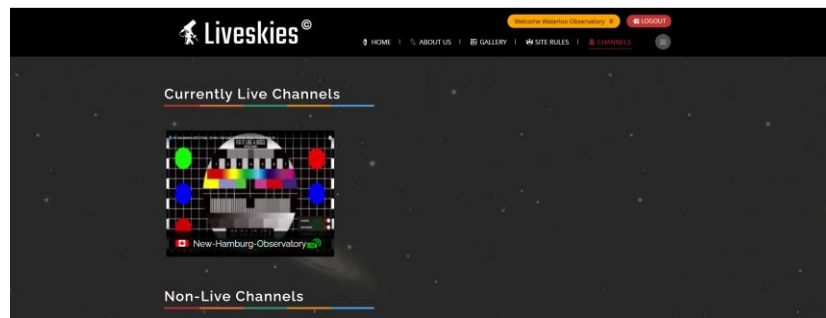 Welcome Waterloo Observatory
LOGOUT
Liveskies©
HOME | ABOUT US | GALLERY | SITE RULES | CHANNELS
Currently Live Channels
New-Hamburg-Observatory
Non-Live Channels